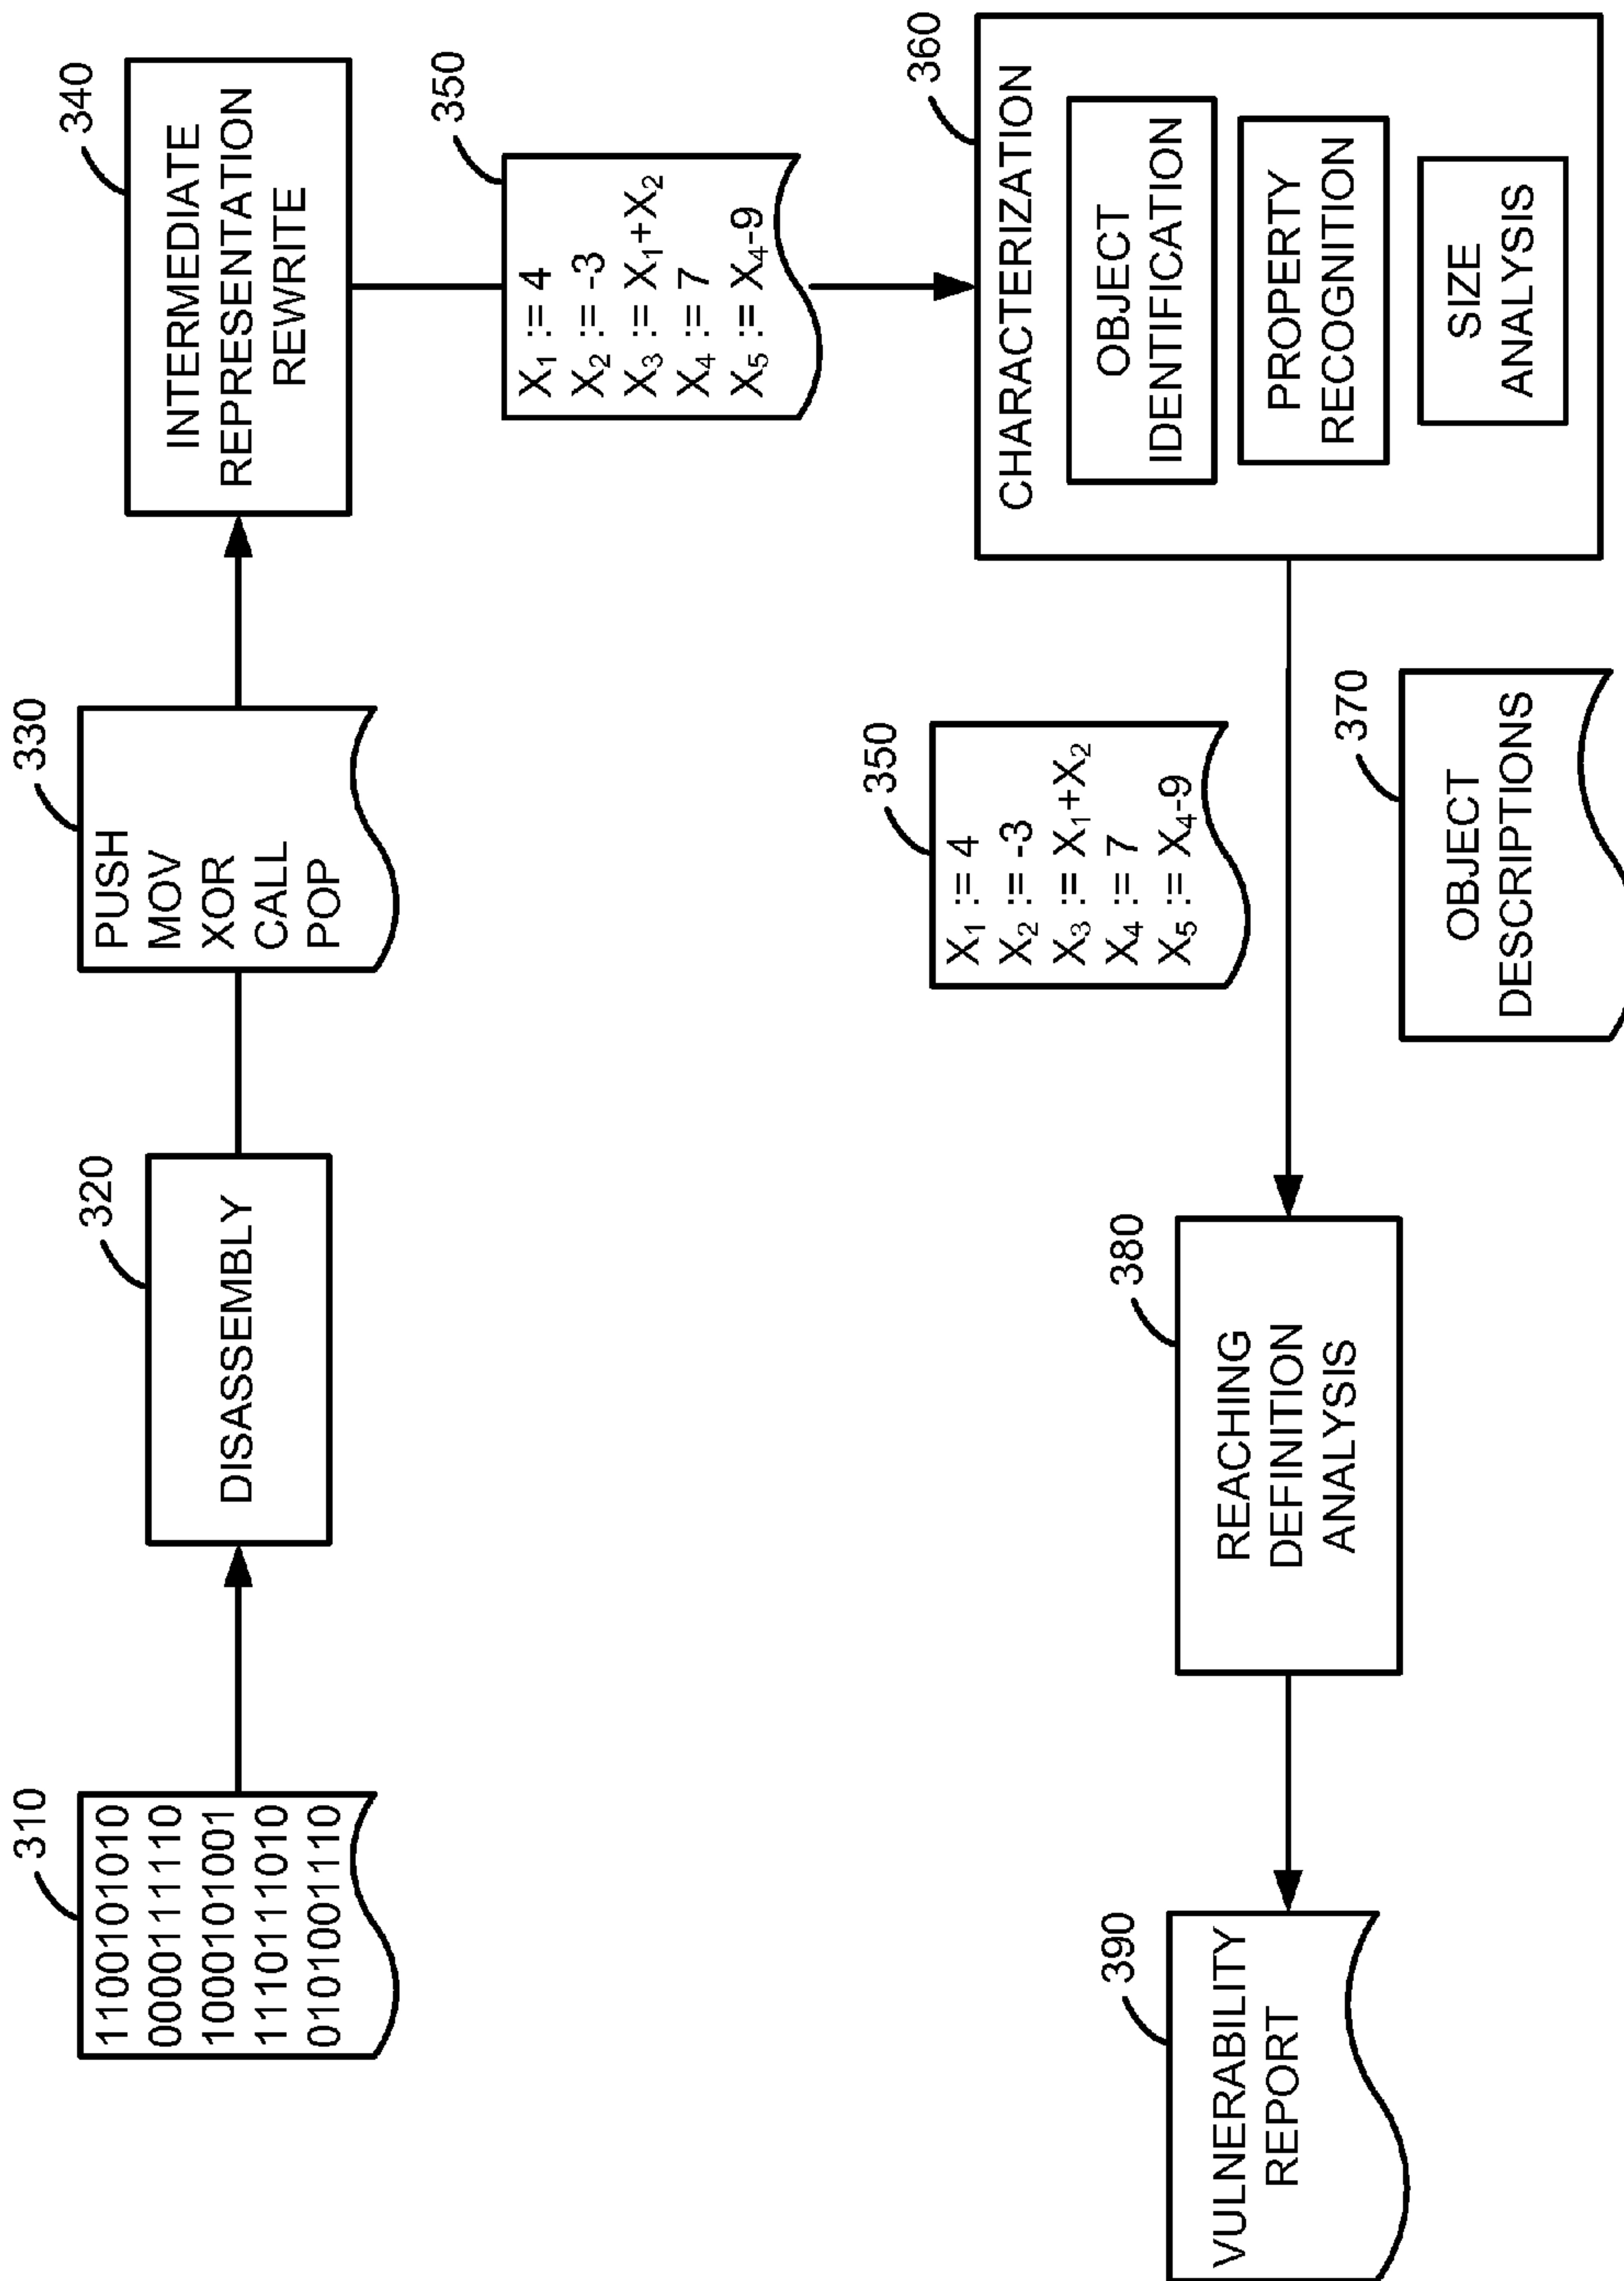 310
1100101010
0000111110
1000101001
1110111010
0101001110
320
DISASSEMBLY
330
PUSH
MOV
XOR
CALL
POP
340
INTERMEDIATE
REPRESENTATION
REWRITE
350
X₁ := 4
X₂ := -3
X₃ := X₁+X₂
X₄ := 7
X₅ := X₄-9
360
CHARACTERIZATION
OBJECT
IDENTIFICATION
PROPERTY
RECOGNITION
SIZE
ANALYSIS
350
X₁ := 4
X₂ := -3
X₃ := X₁+X₂
X₄ := 7
X₅ := X₄-9
370
OBJECT
DESCRIPTIONS
380
REACHING
DEFINITION
ANALYSIS
390
VULNERABILITY
REPORT